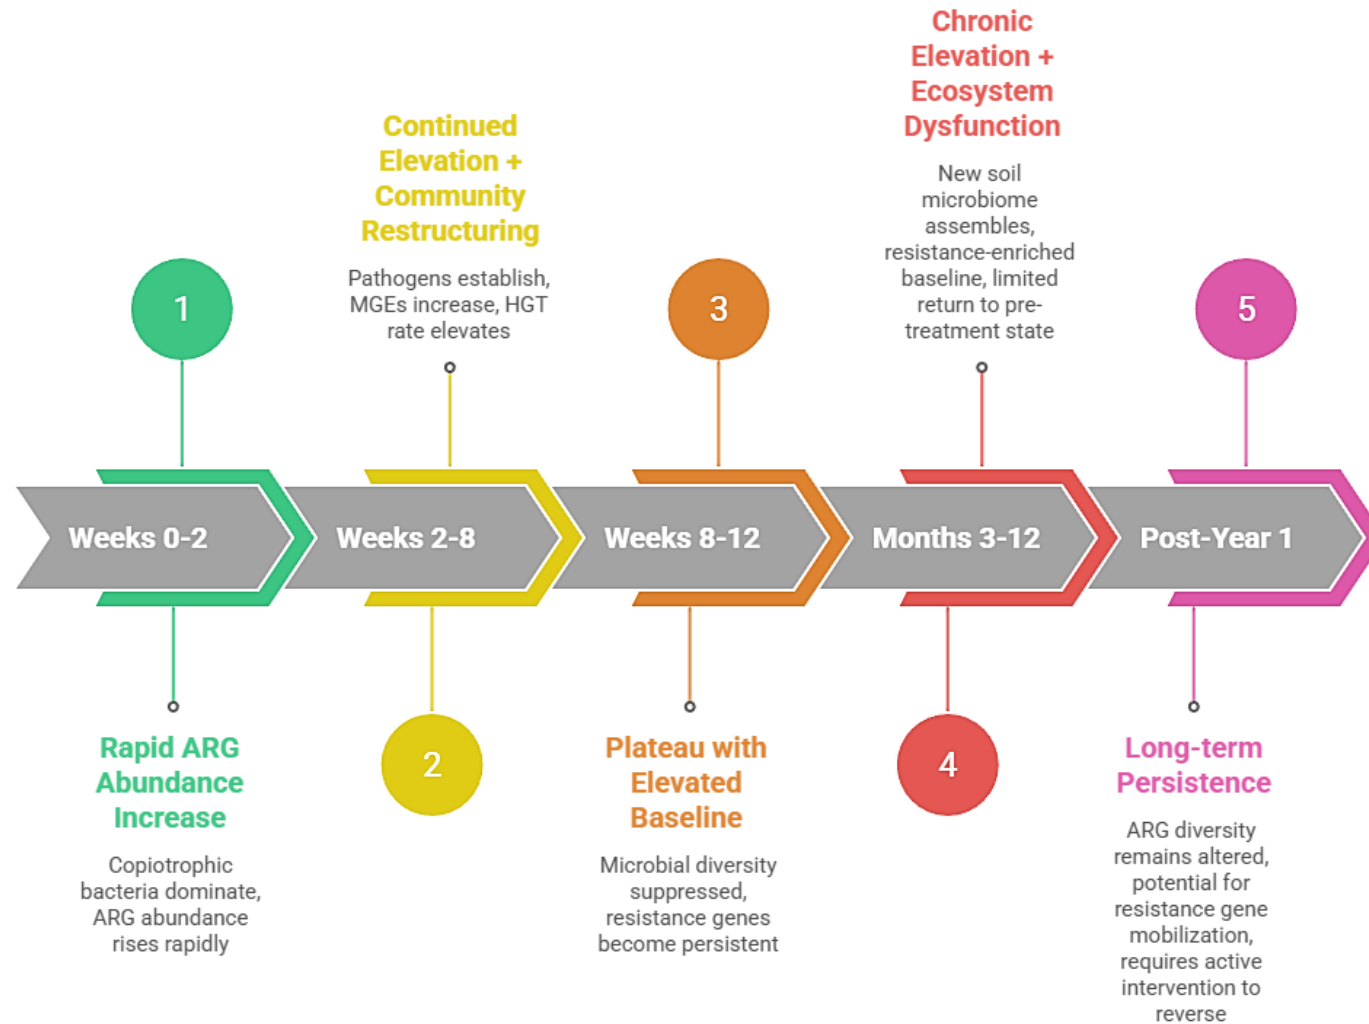 Chronic
Elevation +
Ecosystem
Dysfunction
New soil
microbiome
assembles,
resistance-enriched
baseline, limited
return to pre-
treatment state
Continued
Elevation +
Community
Restructuring
Pathogens establish,
MGEs increase, HGT
rate elevates
1
3
5
Weeks 0-2
Weeks 2-8
Weeks 8-12
Months 3-12
Post-Year 1
Rapid ARG
Abundance
Increase
Copiotrophic
bacteria dominate,
ARG abundance
rises rapidly
2
Plateau with
Elevated
Baseline
Microbial diversity
suppressed,
resistance genes
become persistent
4
Long-term
Persistence
ARG diversity
remains altered,
potential for
resistance gene
mobilization,
requires active
intervention to
reverse